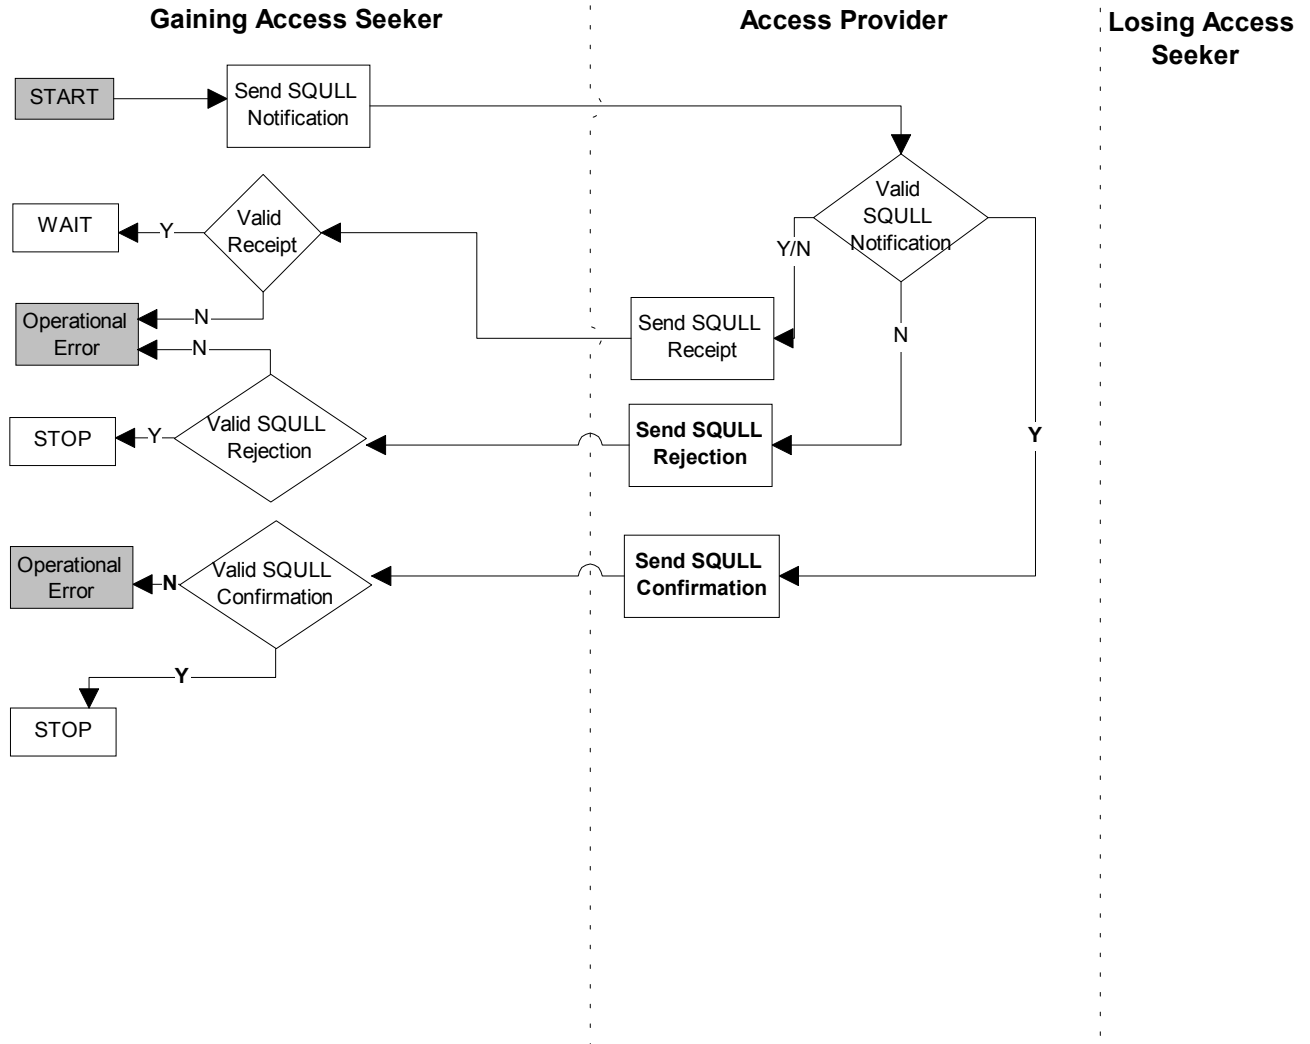 Gaining Access Seeker
Access Provider
Losing Access
Seeker
START
Send SQULL
Notification
Valid
SQULL
Notification
WAIT
Y
Valid
Receipt
Y/N
Operational
Error
N
N
Send SQULL
Receipt
N
STOP
Y
Valid SQULL
Rejection
Send SQULL
Rejection
Y
Operational
Error
N
Valid SQULL
Confirmation
Send SQULL
Confirmation
Y
STOP